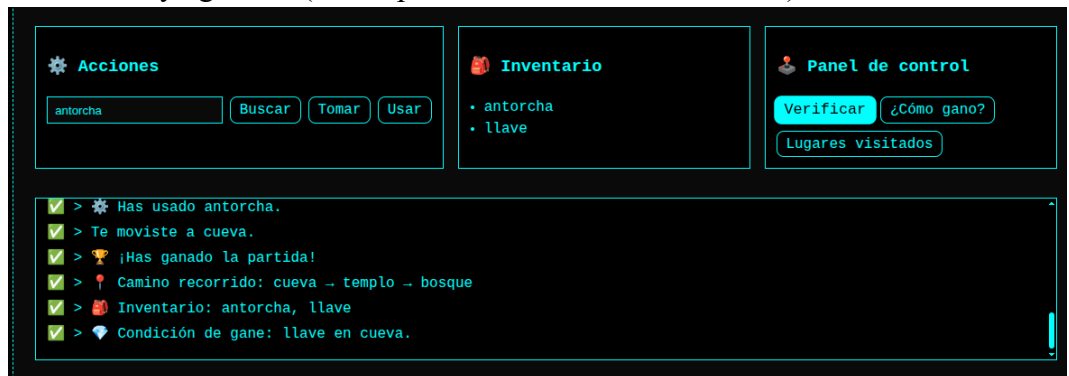 ⚙️ Acciones
antorcha Buscar Tomar Usar
🎒 Inventario
• antorcha
• llave
🕹️ Panel de control
Verificar ¿Cómo gano?
Lugares visitados
✅ > ⚙️ Has usado antorcha.
✅ > Te moviste a cueva.
✅ > 🏆 ¡Has ganado la partida!
✅ > 📍 Camino recorrido: cueva → templo → bosque
✅ > 🎒 Inventario: antorcha, llave
✅ > 💎 Condición de gane: llave en cueva.